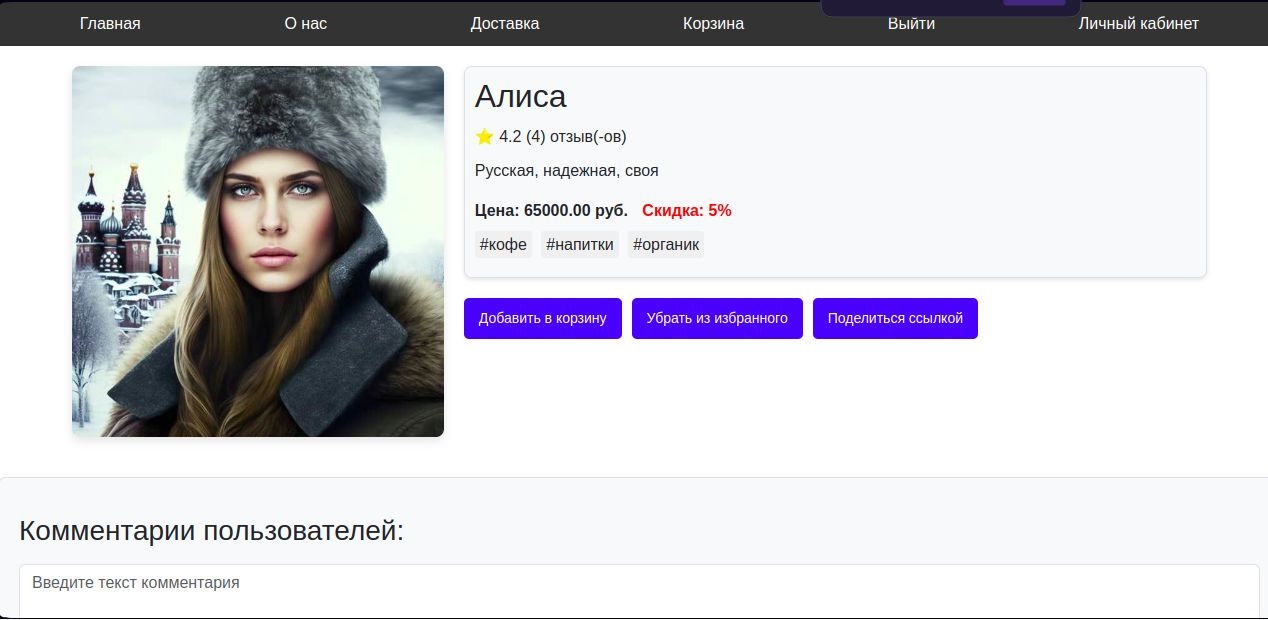 Главная О нас Доставка Корзина Выйти Личный кабинет
Алиса
4.2 (4) отзыв(-ов)
Русская, надежная, своя
Цена: 65000.00 руб. Скидка: 5%
#кофе #напитки #органик
Добавить в корзину Убрать из избранного Поделиться ссылкой
Комментарии пользователей:
Введите текст комментария